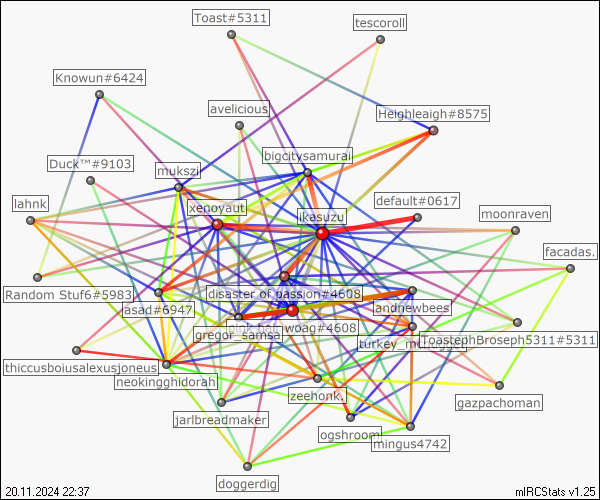 Toast#5311
tescoroll
Knowun#6424
avelicious
Heighleaigh#8575
bigcitysamurai
Duck™#9103
mukszi
lahnk
xenoyaut
default#0617
ikasuzu
moonraven
facadas.
Random Stuf6#5983
disaster of passion#4608
asad#6947
andnewbees
gregor_samsa
woag#4608
ToastephBroseph5311#5311
thiccusboiusalexusjoneus
neokingghidorah
zeehonk.
gazpachoman
jarlbreadmaker
ogshroom
mingus4742
doggerdig
20.11.2024 22:37
mIRCStats v1.25